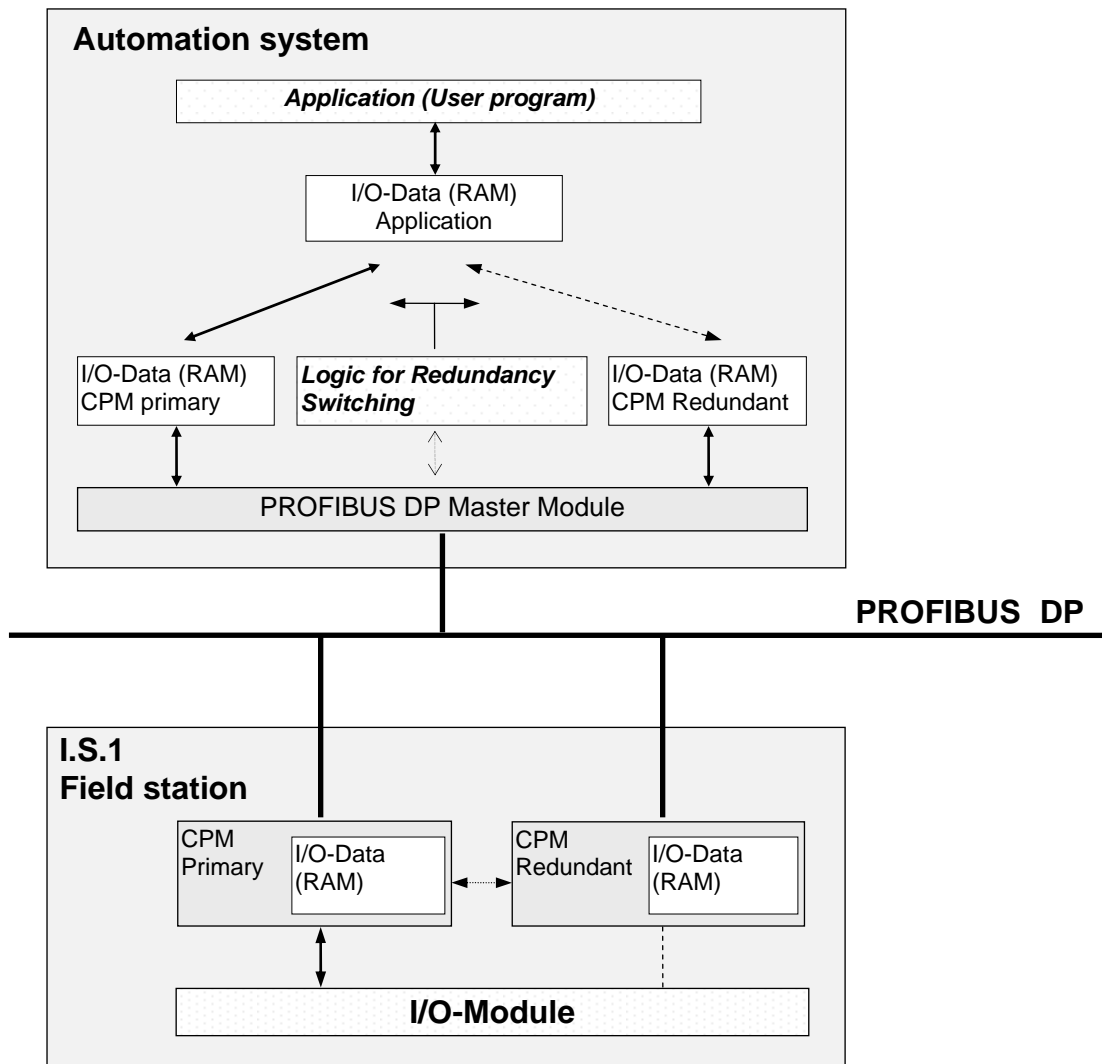 Automation system
Application (User program)
I/O-Data (RAM)
Application
I/O-Data (RAM)
CPM primary
Logic for Redundancy
Switching
I/O-Data (RAM)
CPM Redundant
PROFIBUS DP Master Module
PROFIBUS DP
I.S.1
Field station
CPM
Primary
I/O-Data
(RAM)
CPM
Redundant
I/O-Data
(RAM)
I/O-Module